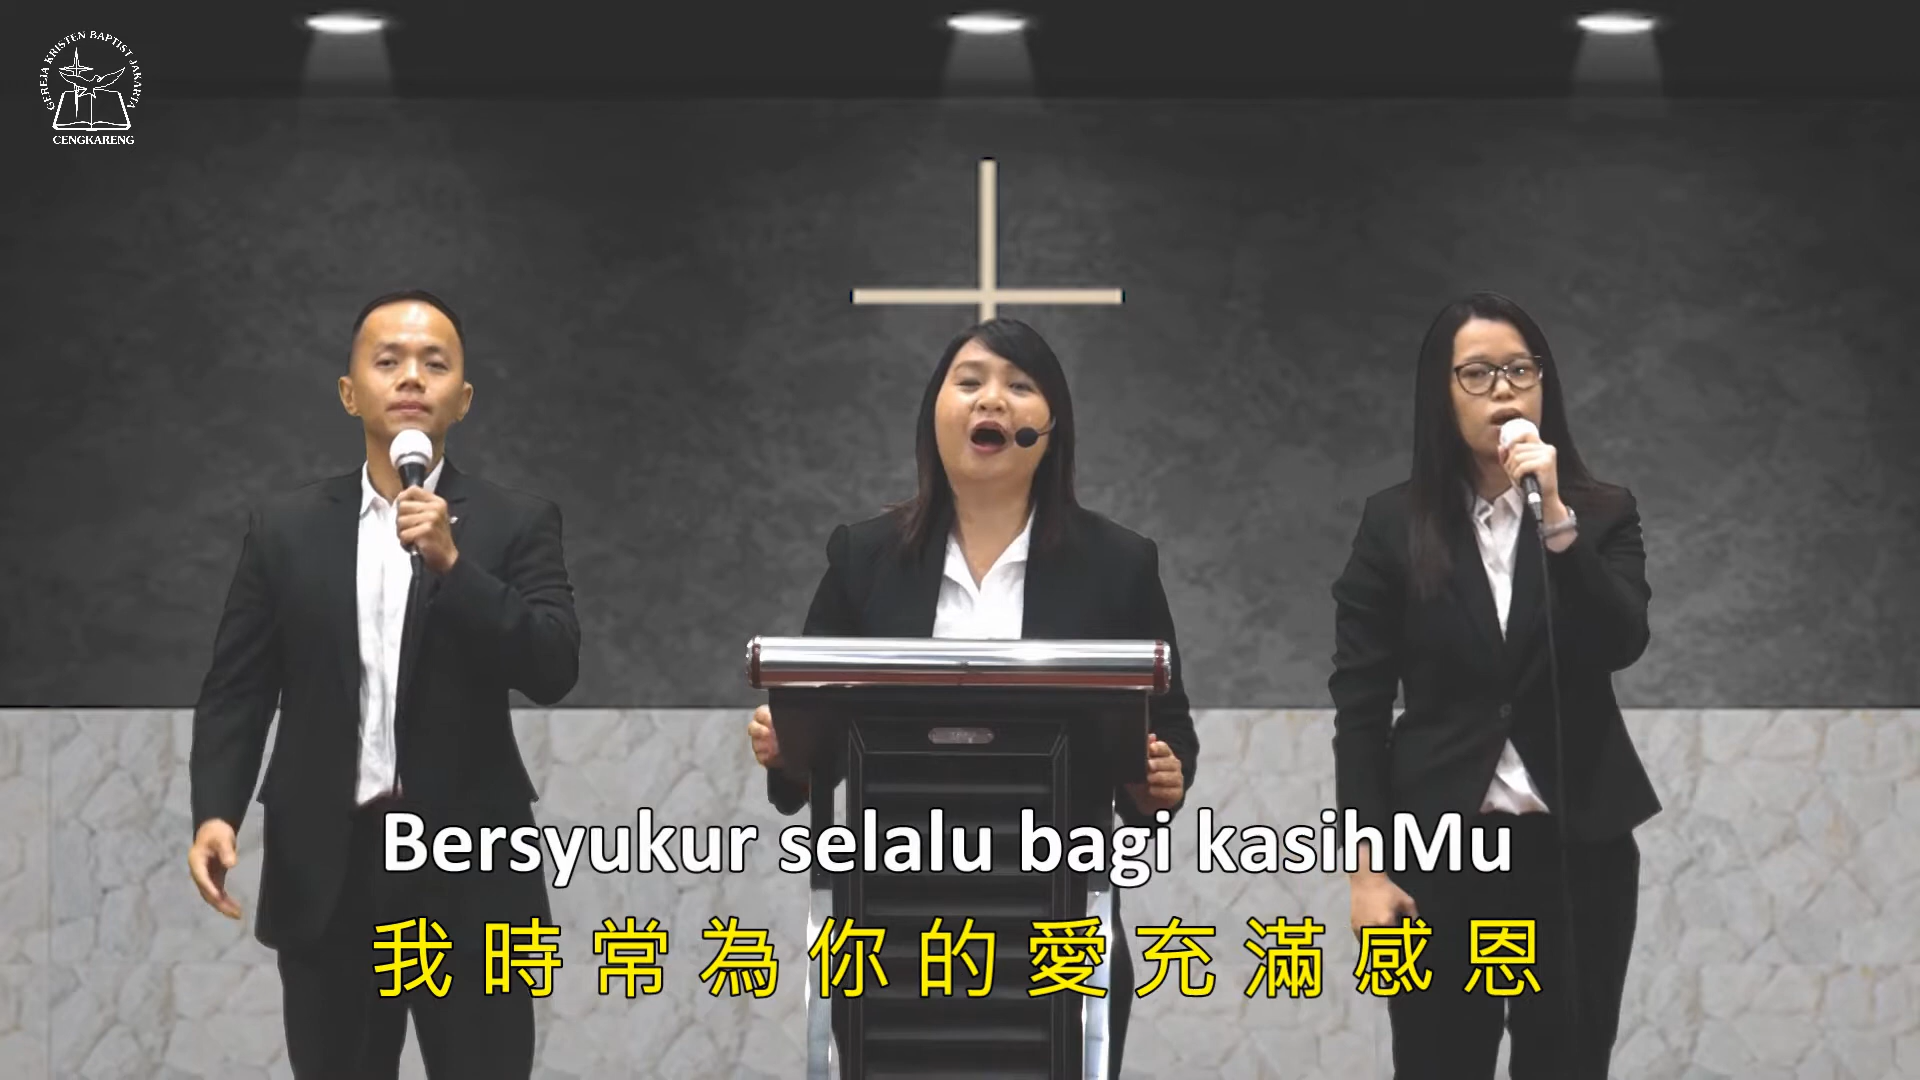 GEREJA KRISTEN BAPTIST JAKARTA
CENGKARENG
Bersyukur selalu bagi kasihMu
我時常為你的愛充滿感恩